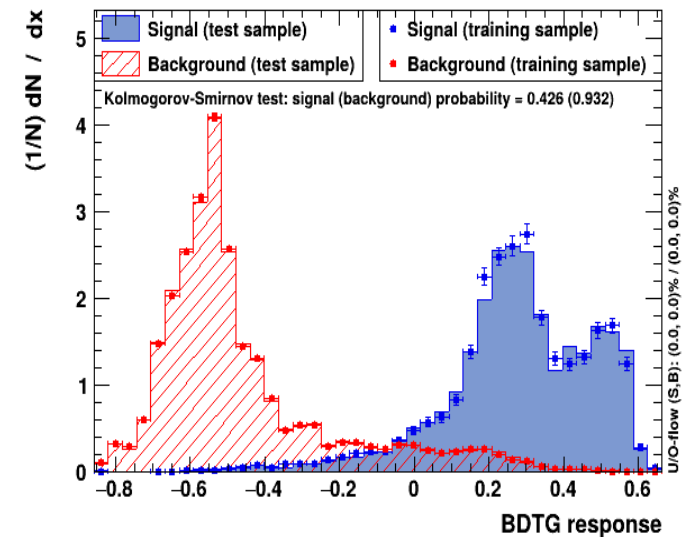 (1/N) dN / dx
5
4
3
2
1
0
Signal (test sample)
Background (test sample)
Signal (training sample)
Background (training sample)
Kolmogorov-Smirnov test: signal (background) probability = 0.426 (0.932)
−0.8 −0.6 −0.4 −0.2 0 0.2 0.4 0.6
BDTG response
U/O-flow (S,B): (0.0, 0.0)% / (0.0, 0.0)%